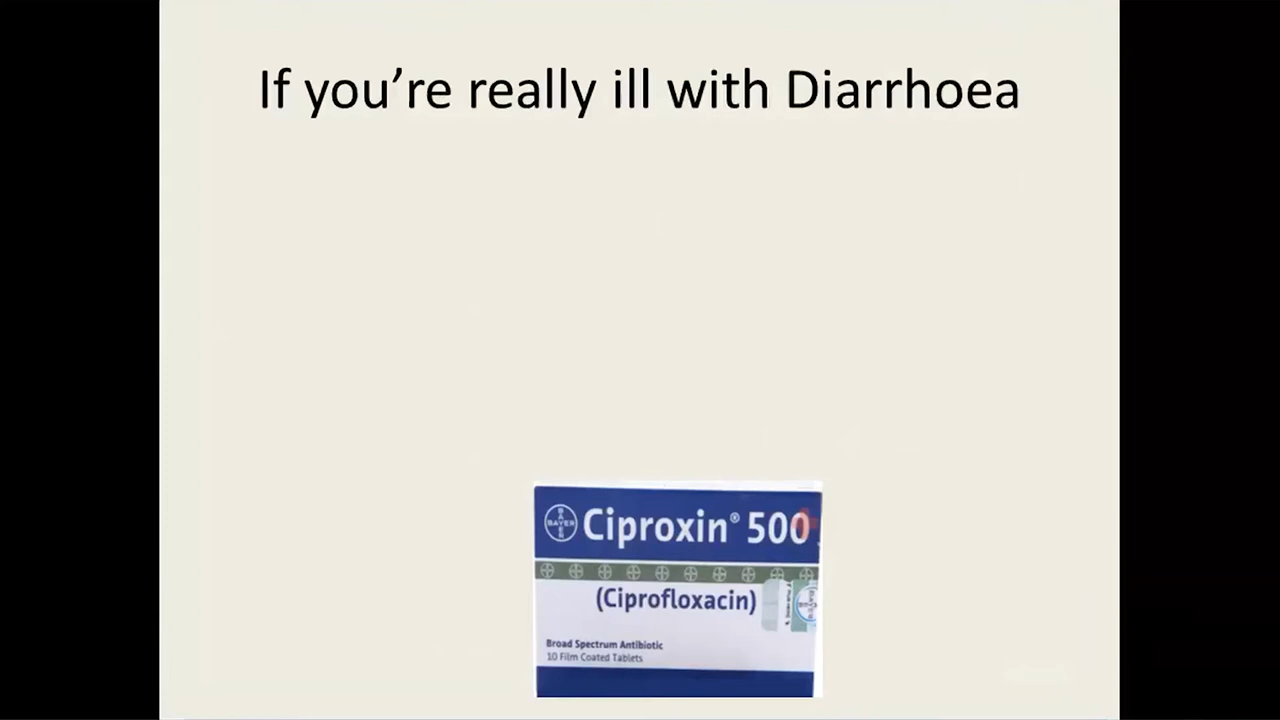 If you're really ill with Diarrhoea
BAYER
Ciproxin® 500
(Ciprofloxacin)
Broad Spectrum Antibiotic
10 Film Coated Tablets